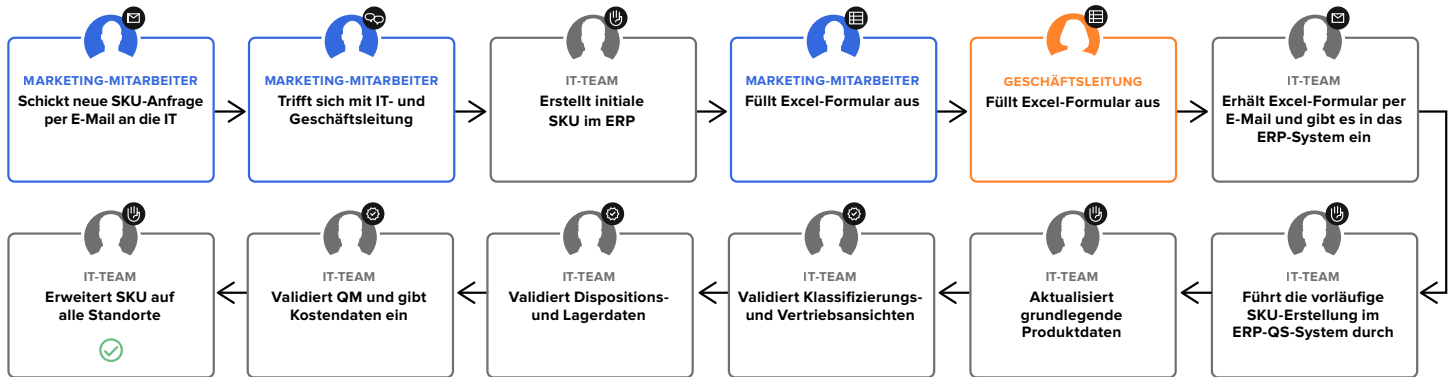 MARKETING-MITARBEITER
Schickt neue SKU-Anfrage
per E-Mail an die IT
MARKETING-MITARBEITER
Trifft sich mit IT- und
Geschäftsleitung
IT-TEAM
Erstellt initiale
SKU im ERP
MARKETING-MITARBEITER
Füllt Excel-Formular aus
GESCHÄFTSLEITUNG
Füllt Excel-Formular aus
IT-TEAM
Erhält Excel-Formular per
E-Mail und gibt es in das
ERP-System ein
IT-TEAM
Führt die vorläufige
SKU-Erstellung im
ERP-QS-System durch
IT-TEAM
Aktualisiert
grundlegende
Produktdaten
IT-TEAM
Validiert Klassifizierungs-
und Vertriebsansichten
IT-TEAM
Validiert Dispositions-
und Lagerdaten
IT-TEAM
Validiert QM und gibt
Kostendaten ein
IT-TEAM
Erweitert SKU auf
alle Standorte